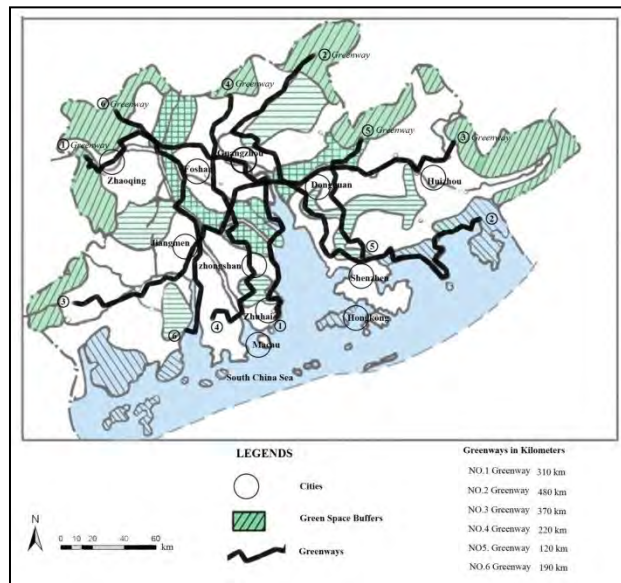 ② Greenway
④ Greenway
⑥ Greenway
⑤ Greenway
③ Greenway
① Greenway
Guangzhou
Zhaoqing
Foshan
Dongguan
Huizhou
②
Jiangmen
⑤
zhongshan
Shenzhen
③
Zhuhai
⑥
④
①
Hongkong
Macau
South China Sea
LEGENDS
Cities
Green Space Buffers
Greenways
N
0 10 20 40 60
km
Greenways in Kilometers
NO.1 Greenway 310 km
NO.2 Greenway 480 km
NO.3 Greenway 370 km
NO.4 Greenway 220 km
NO5. Greenway 120 km
NO.6 Greenway 190 km